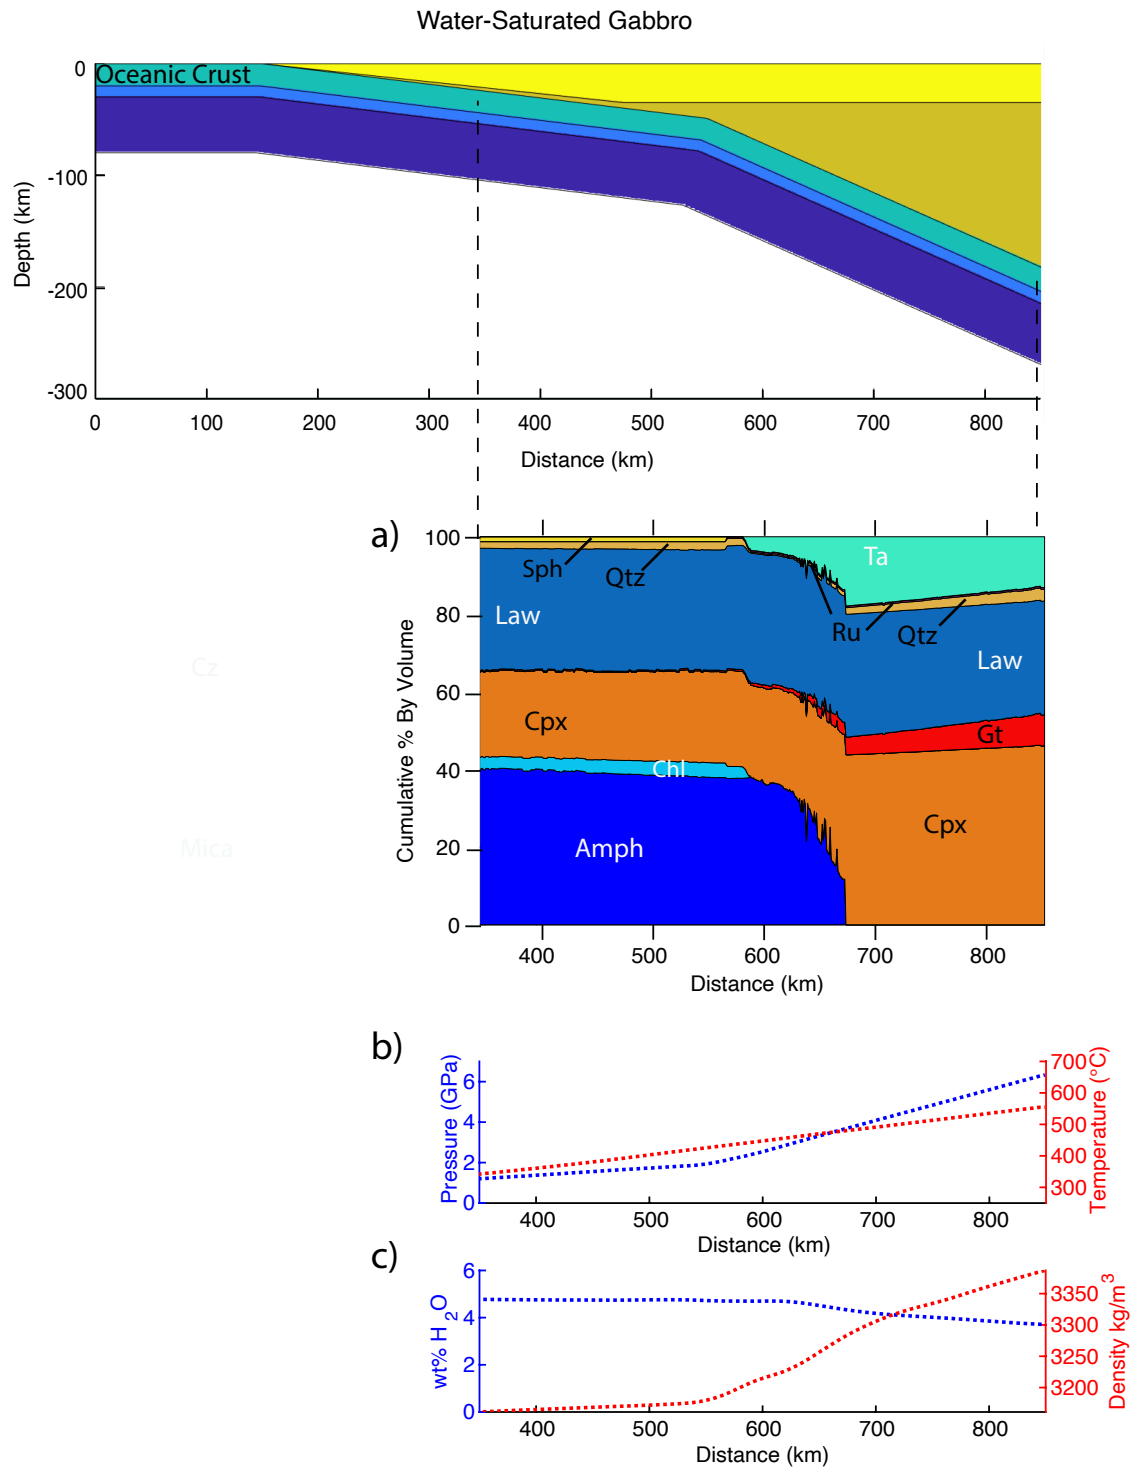 Water-Saturated Gabbro
0
Oceanic Crust
-100
-200
-300
Depth (km)
0 100 200 300 400 500 600 700 800
Distance (km)
a)
100
80
60
40
20
0
Cumulative % By Volume
Sph
Qtz
Ta
Law
Ru
Qtz
Law
Cz
Cpx
Gt
Chl
Cpx
Mica
Amph
400 500 600 700 800
Distance (km)
b)
6
4
2
0
Pressure (GPa)
700
600
500
400
300
Temperature (°C)
400 500 600 700 800
Distance (km)
c)
6
4
2
0
wt% H2O
3350
3300
3250
3200
Density kg/m3
400 500 600 700 800
Distance (km)